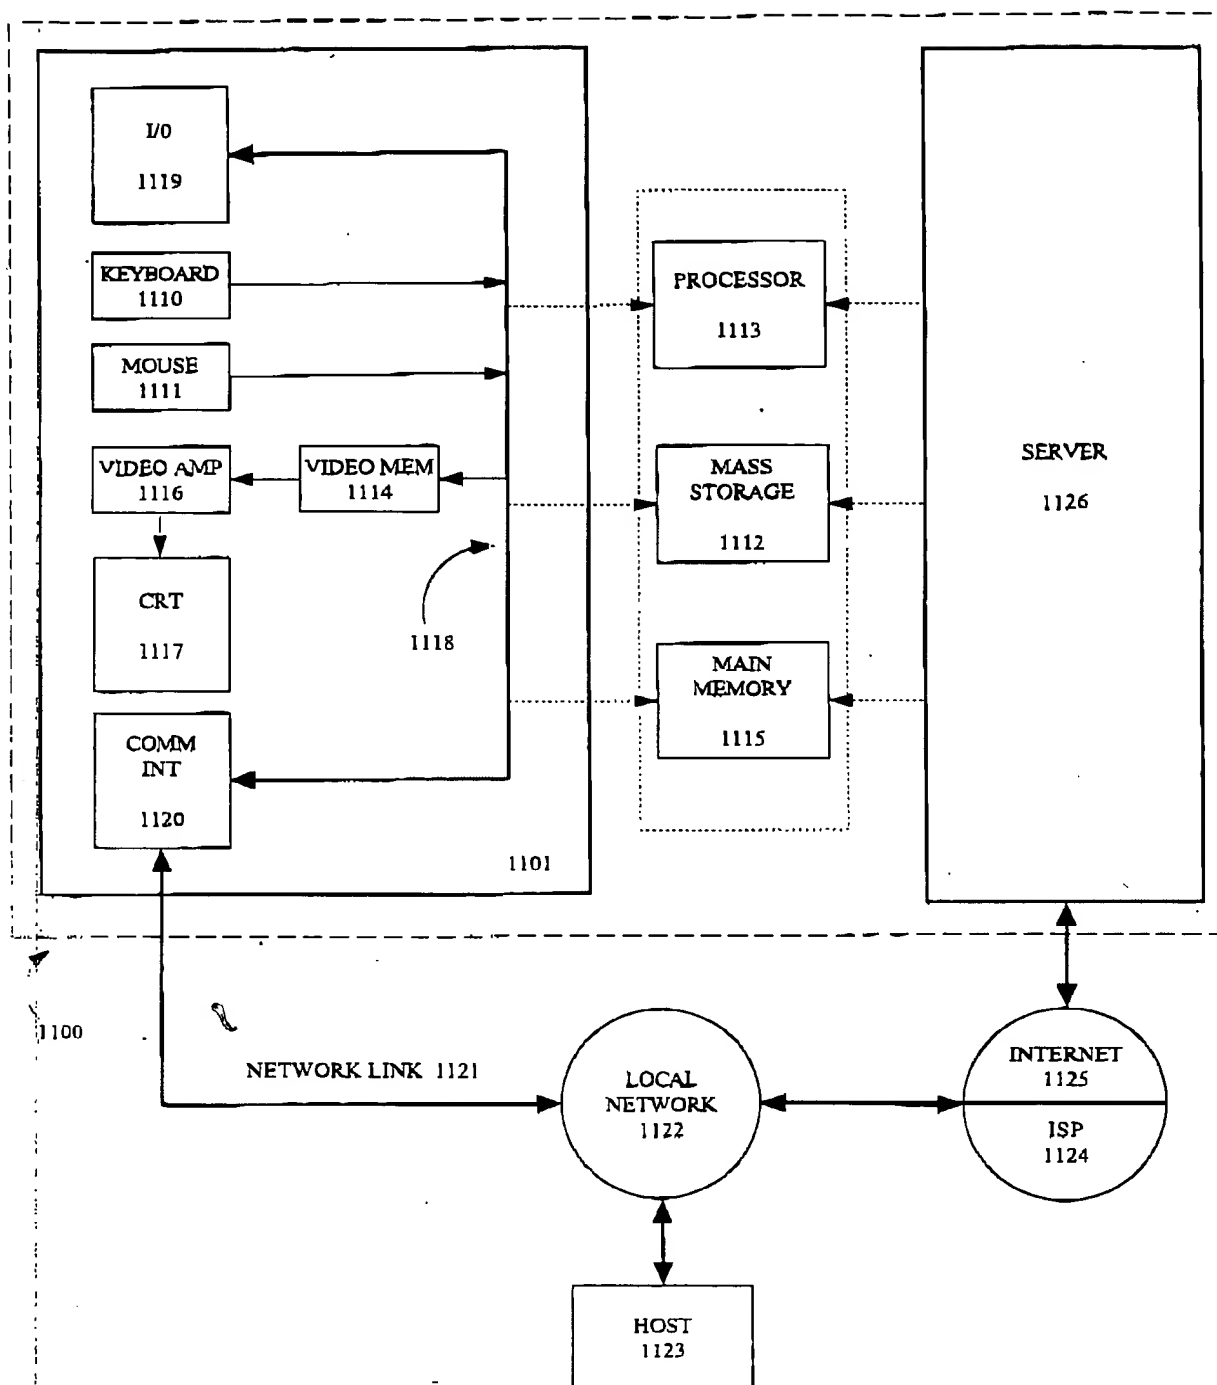 I/0
1119
KEYBOARD
1110
MOUSE
1111
VIDEO AMP
1116
VIDEO MEM
1114
CRT
1117
1118
COMM
INT
1120
1101
PROCESSOR
1113
MASS
STORAGE
1112
MAIN
MEMORY
1115
SERVER
1126
1100
NETWORK LINK 1121
LOCAL
NETWORK
1122
INTERNET
1125
ISP
1124
HOST
1123